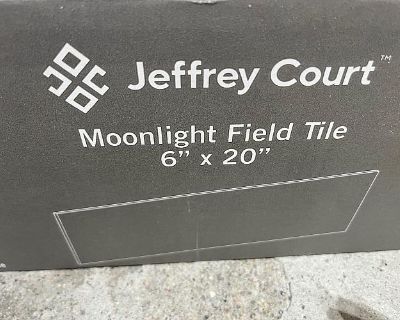 Jeffrey Court™
Moonlight Field Tile
6” x 20”